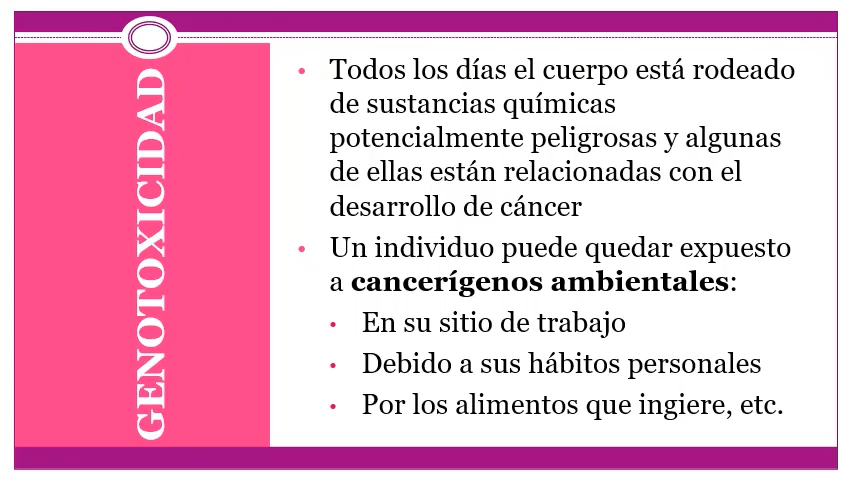 GENOTOXICIDAD
• Todos los días el cuerpo está rodeado
de sustancias químicas
potencialmente peligrosas y algunas
de ellas están relacionadas con el
desarrollo de cáncer
• Un individuo puede quedar expuesto
a cancerígenos ambientales:
• En su sitio de trabajo
• Debido a sus hábitos personales
• Por los alimentos que ingiere, etc.